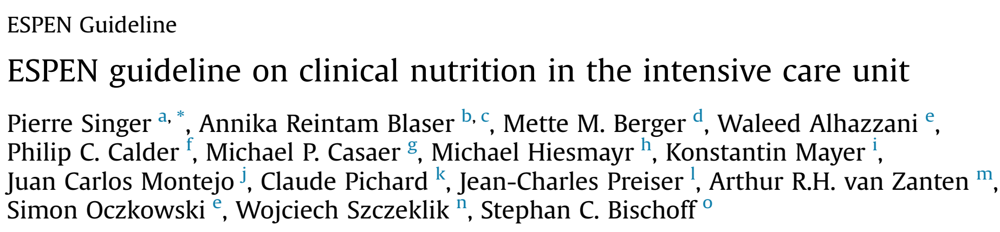 ESPEN Guideline
ESPEN guideline on clinical nutrition in the intensive care unit
Pierre Singer a, *, Annika Reintam Blaser b, c, Mette M. Berger d, Waleed Alhazzani e,
Philip C. Calder f, Michael P. Casaer g, Michael Hiesmayr h, Konstantin Mayer i,
Juan Carlos Montejo j, Claude Pichard k, Jean-Charles Preiser l, Arthur R.H. van Zanten m,
Simon Oczkowski e, Wojciech Szczeklik n, Stephan C. Bischoff o